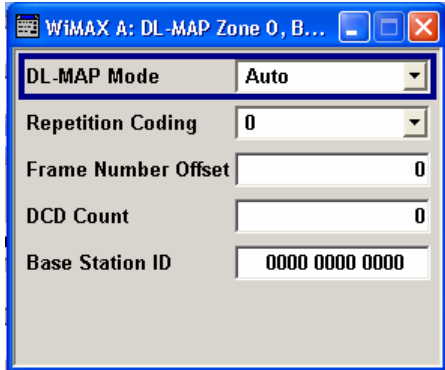 WiMAX A: DL-MAP Zone 0, B...
DL-MAP Mode Auto
Repetition Coding 0
Frame Number Offset 0
DCD Count 0
Base Station ID 0000 0000 0000